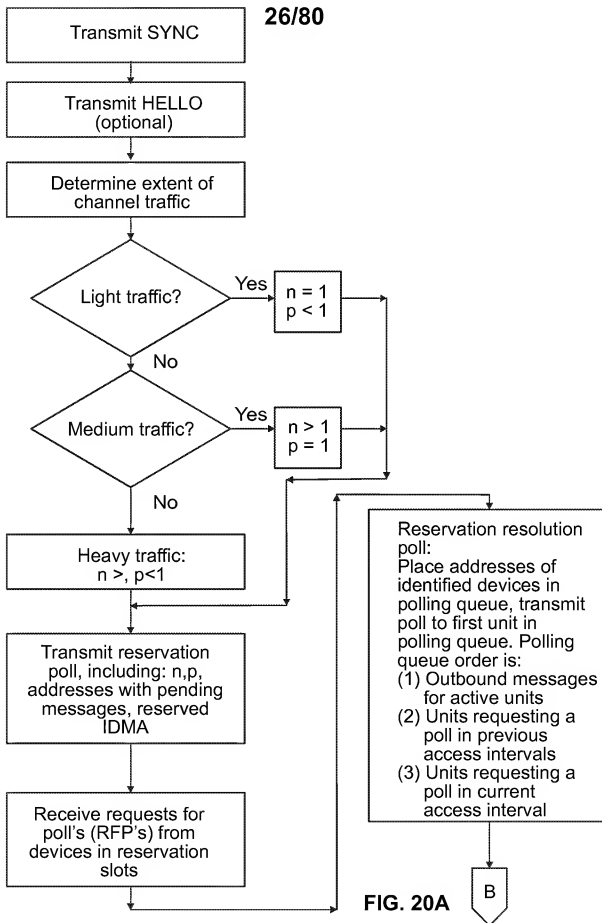 26/80
Transmit SYNC
Transmit HELLO
(optional)
Determine extent of
channel traffic
Light traffic?
Yes
n = 1
p < 1
No
Medium traffic?
Yes
n > 1
p = 1
No
Heavy traffic:
n >, p<1
Transmit reservation
poll, including: n,p,
addresses with pending
messages, reserved
IDMA
Receive requests for
poll's (RFP's) from
devices in reservation
slots
Reservation resolution
poll:
Place addresses of
identified devices in
polling queue, transmit
poll to first unit in
polling queue. Polling
queue order is:
(1) Outbound messages
for active units
(2) Units requesting a
poll in previous
access intervals
(3) Units requesting a
poll in current
access interval
B
FIG. 20A